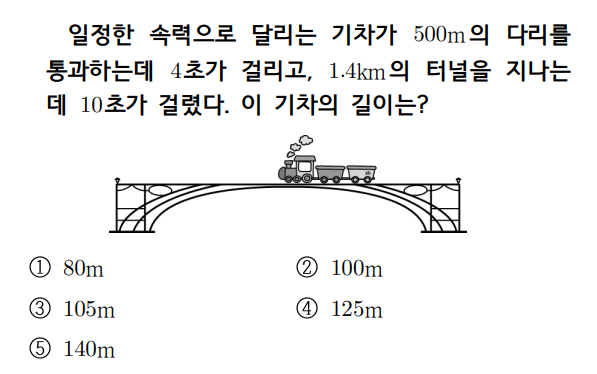 일정한 속력으로 달리는 기차가 500m의 다리를
통과하는데 4초가 걸리고, 1.4km의 터널을 지나는
데 10초가 걸렸다. 이 기차의 길이는?
① 80m ② 100m
③ 105m ④ 125m
⑤ 140m